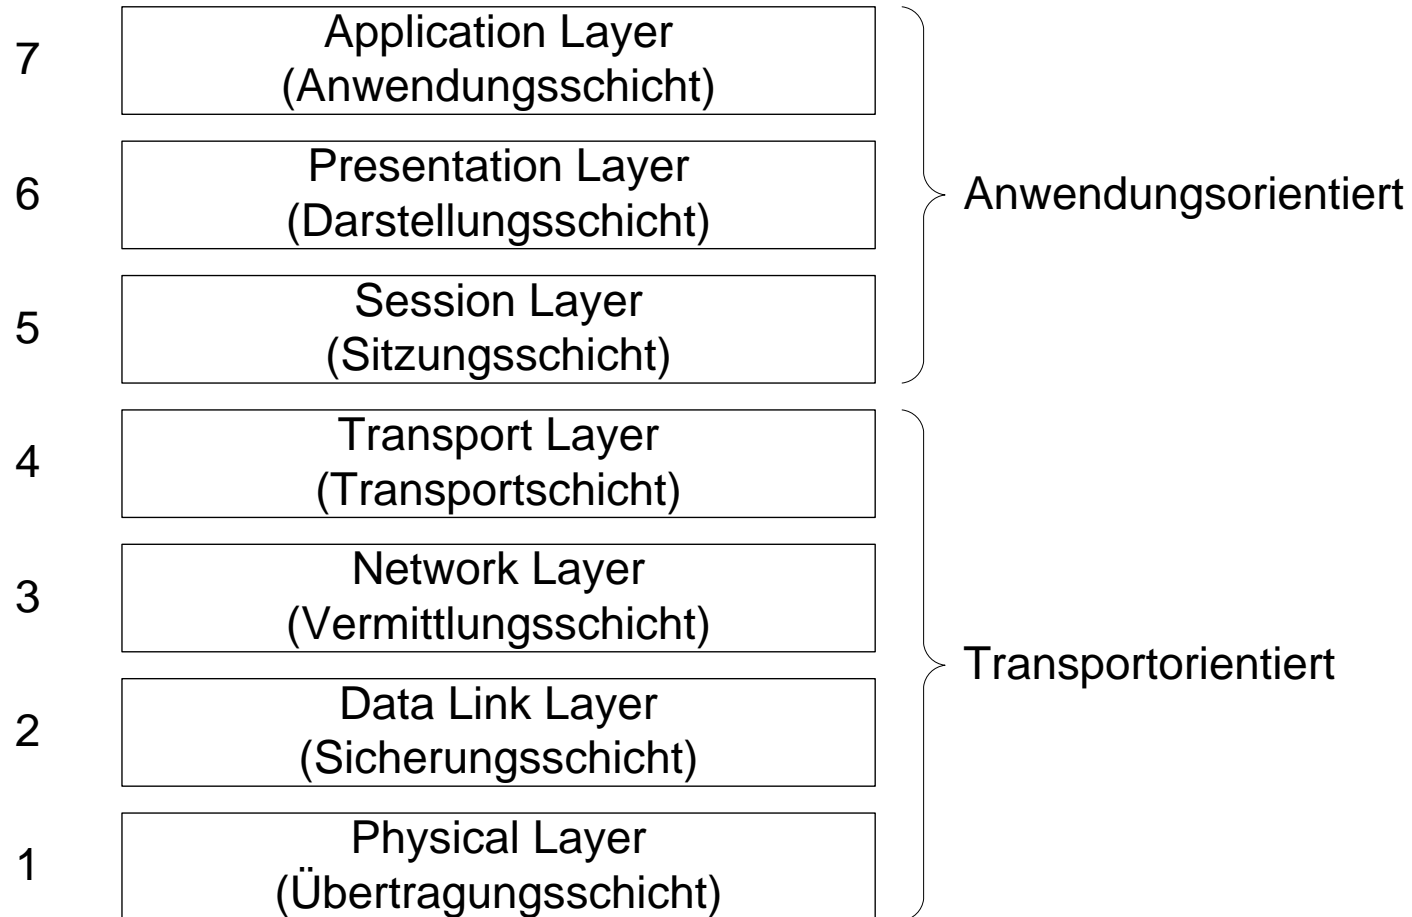 7
Application Layer
(Anwendungsschicht)
6
Presentation Layer
(Darstellungsschicht)
Anwendungsorientiert
5
Session Layer
(Sitzungsschicht)
4
Transport Layer
(Transportschicht)
3
Network Layer
(Vermittlungsschicht)
Transportorientiert
2
Data Link Layer
(Sicherungsschicht)
1
Physical Layer
(Übertragungsschicht)